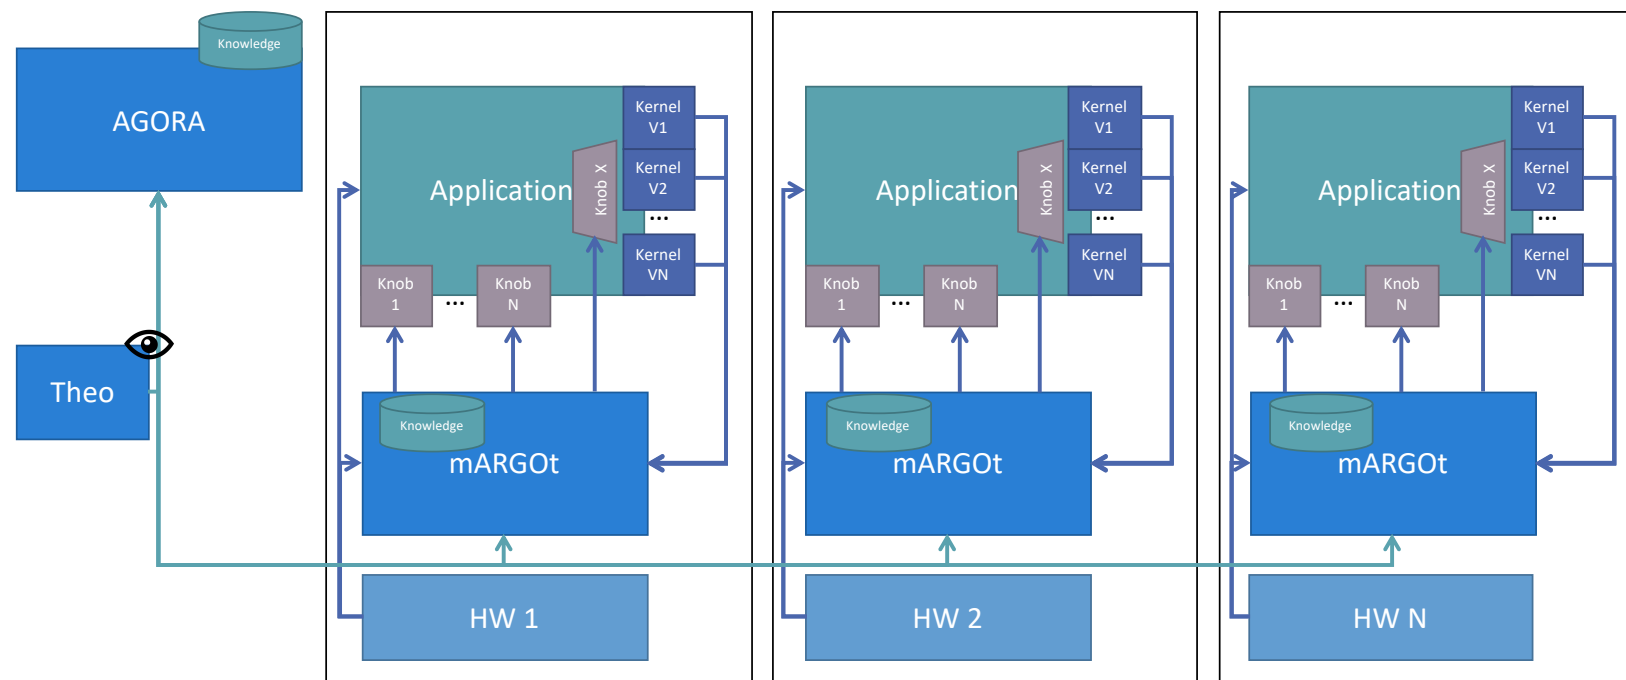 Knowledge
AGORA
Theo
Application
Knob X
Kernel
V1
Kernel
V2
...
Kernel
VN
Knob
1
...
Knob
N
Knowledge
mARGOt
HW 1
Application
Knob X
Kernel
V1
Kernel
V2
...
Kernel
VN
Knob
1
...
Knob
N
Knowledge
mARGOt
HW 2
Application
Knob X
Kernel
V1
Kernel
V2
...
Kernel
VN
Knob
1
...
Knob
N
Knowledge
mARGOt
HW N